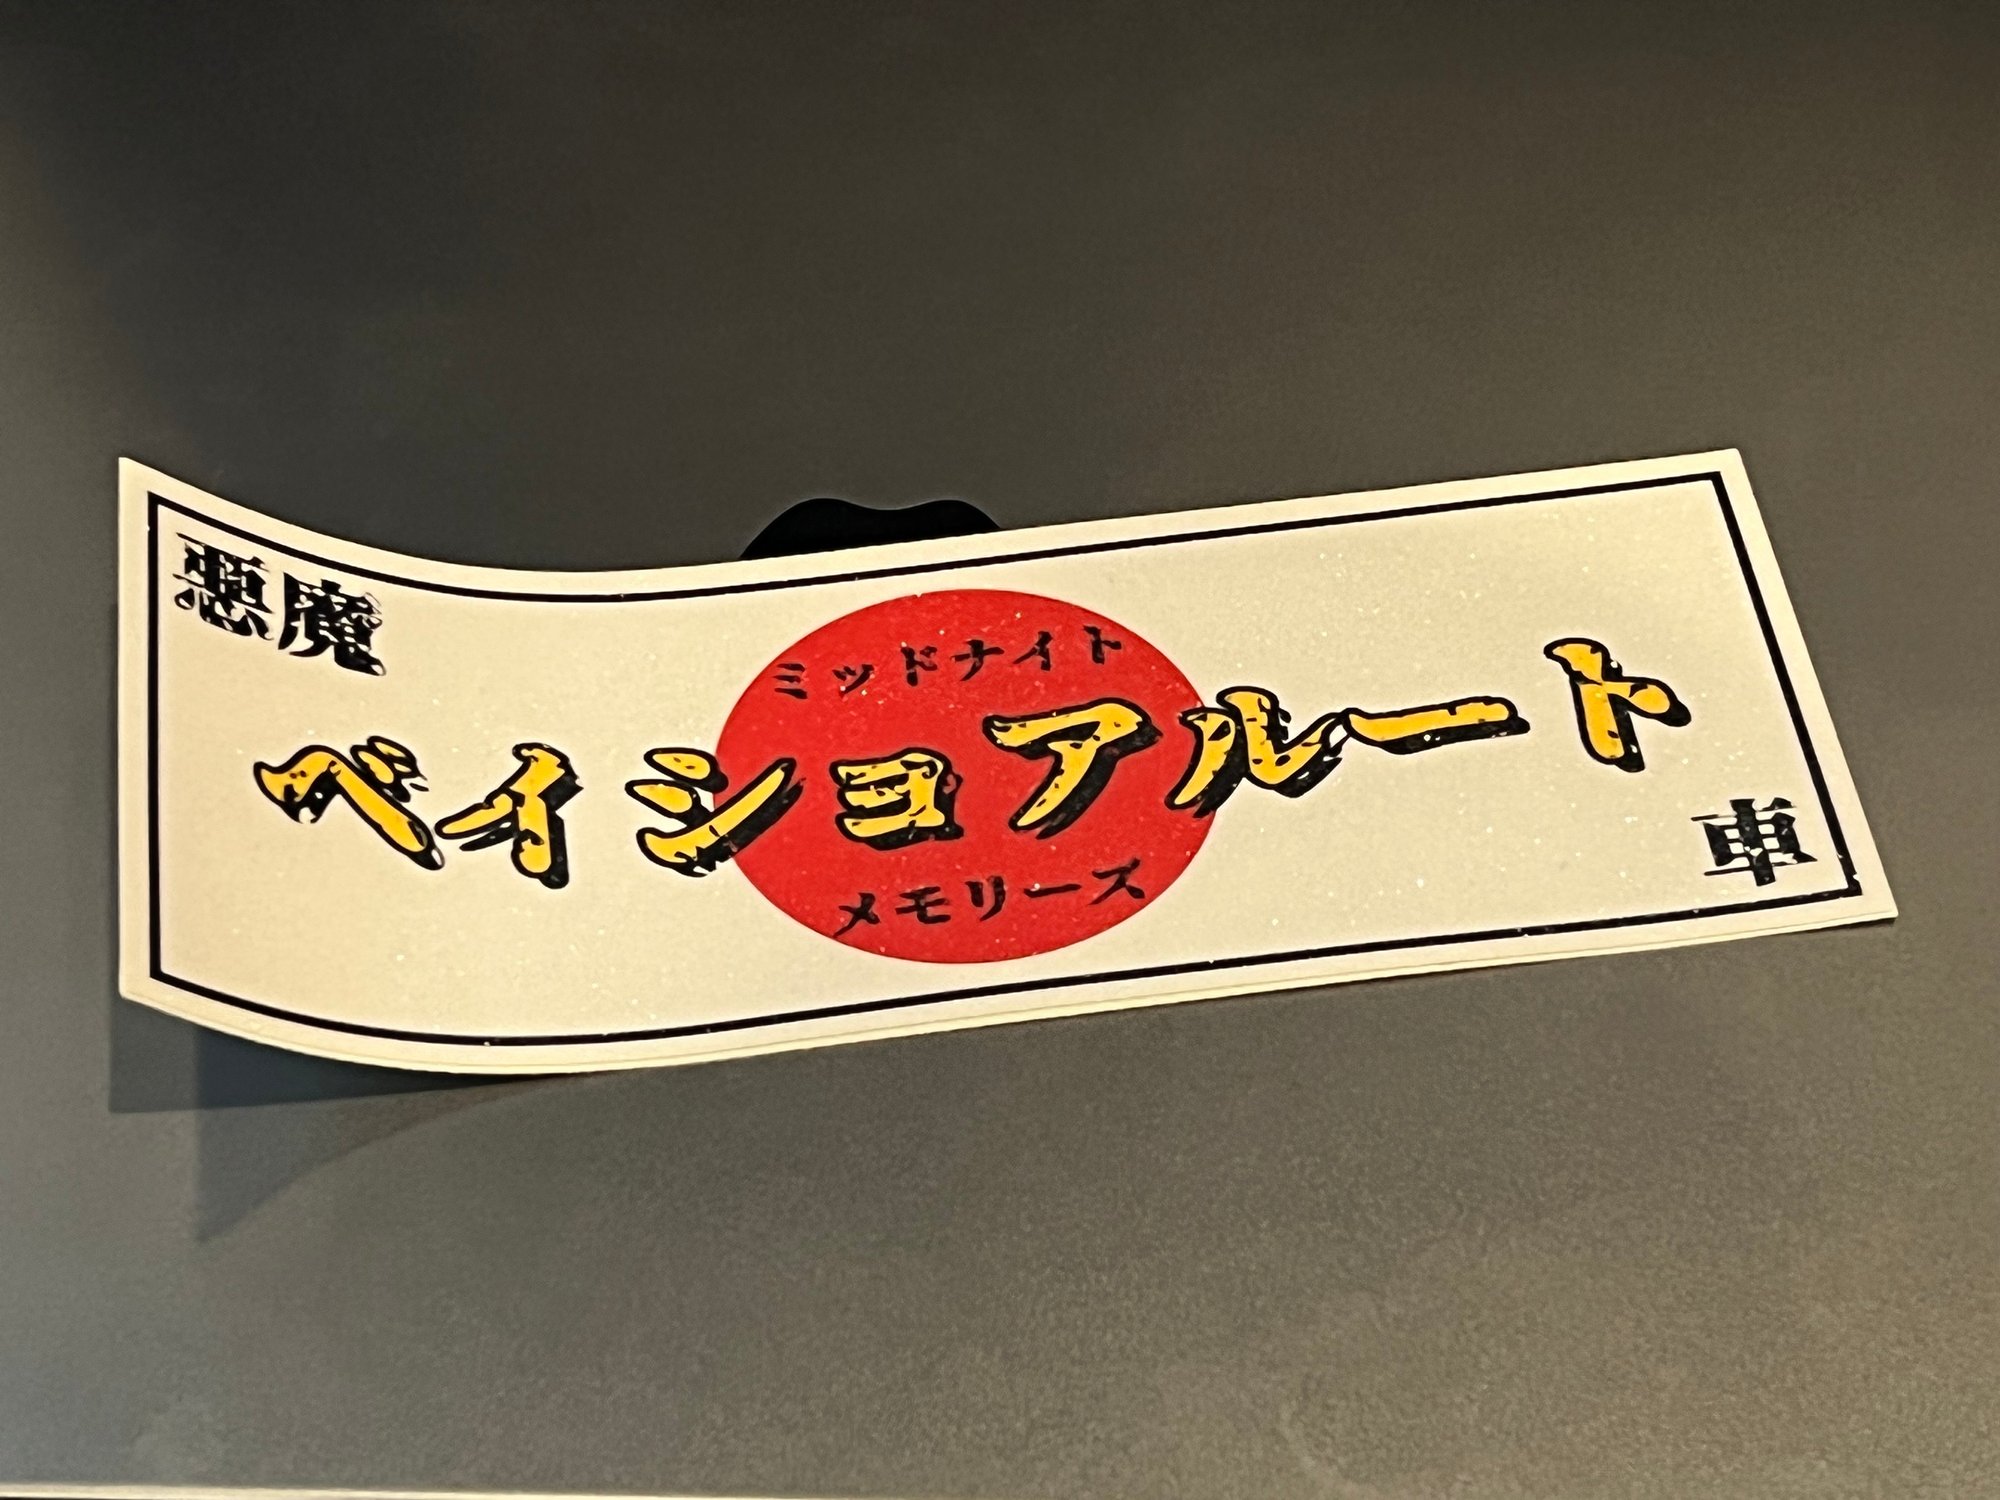 悪魔
ミッドナイト
ベイショアルート
メモリーズ
車